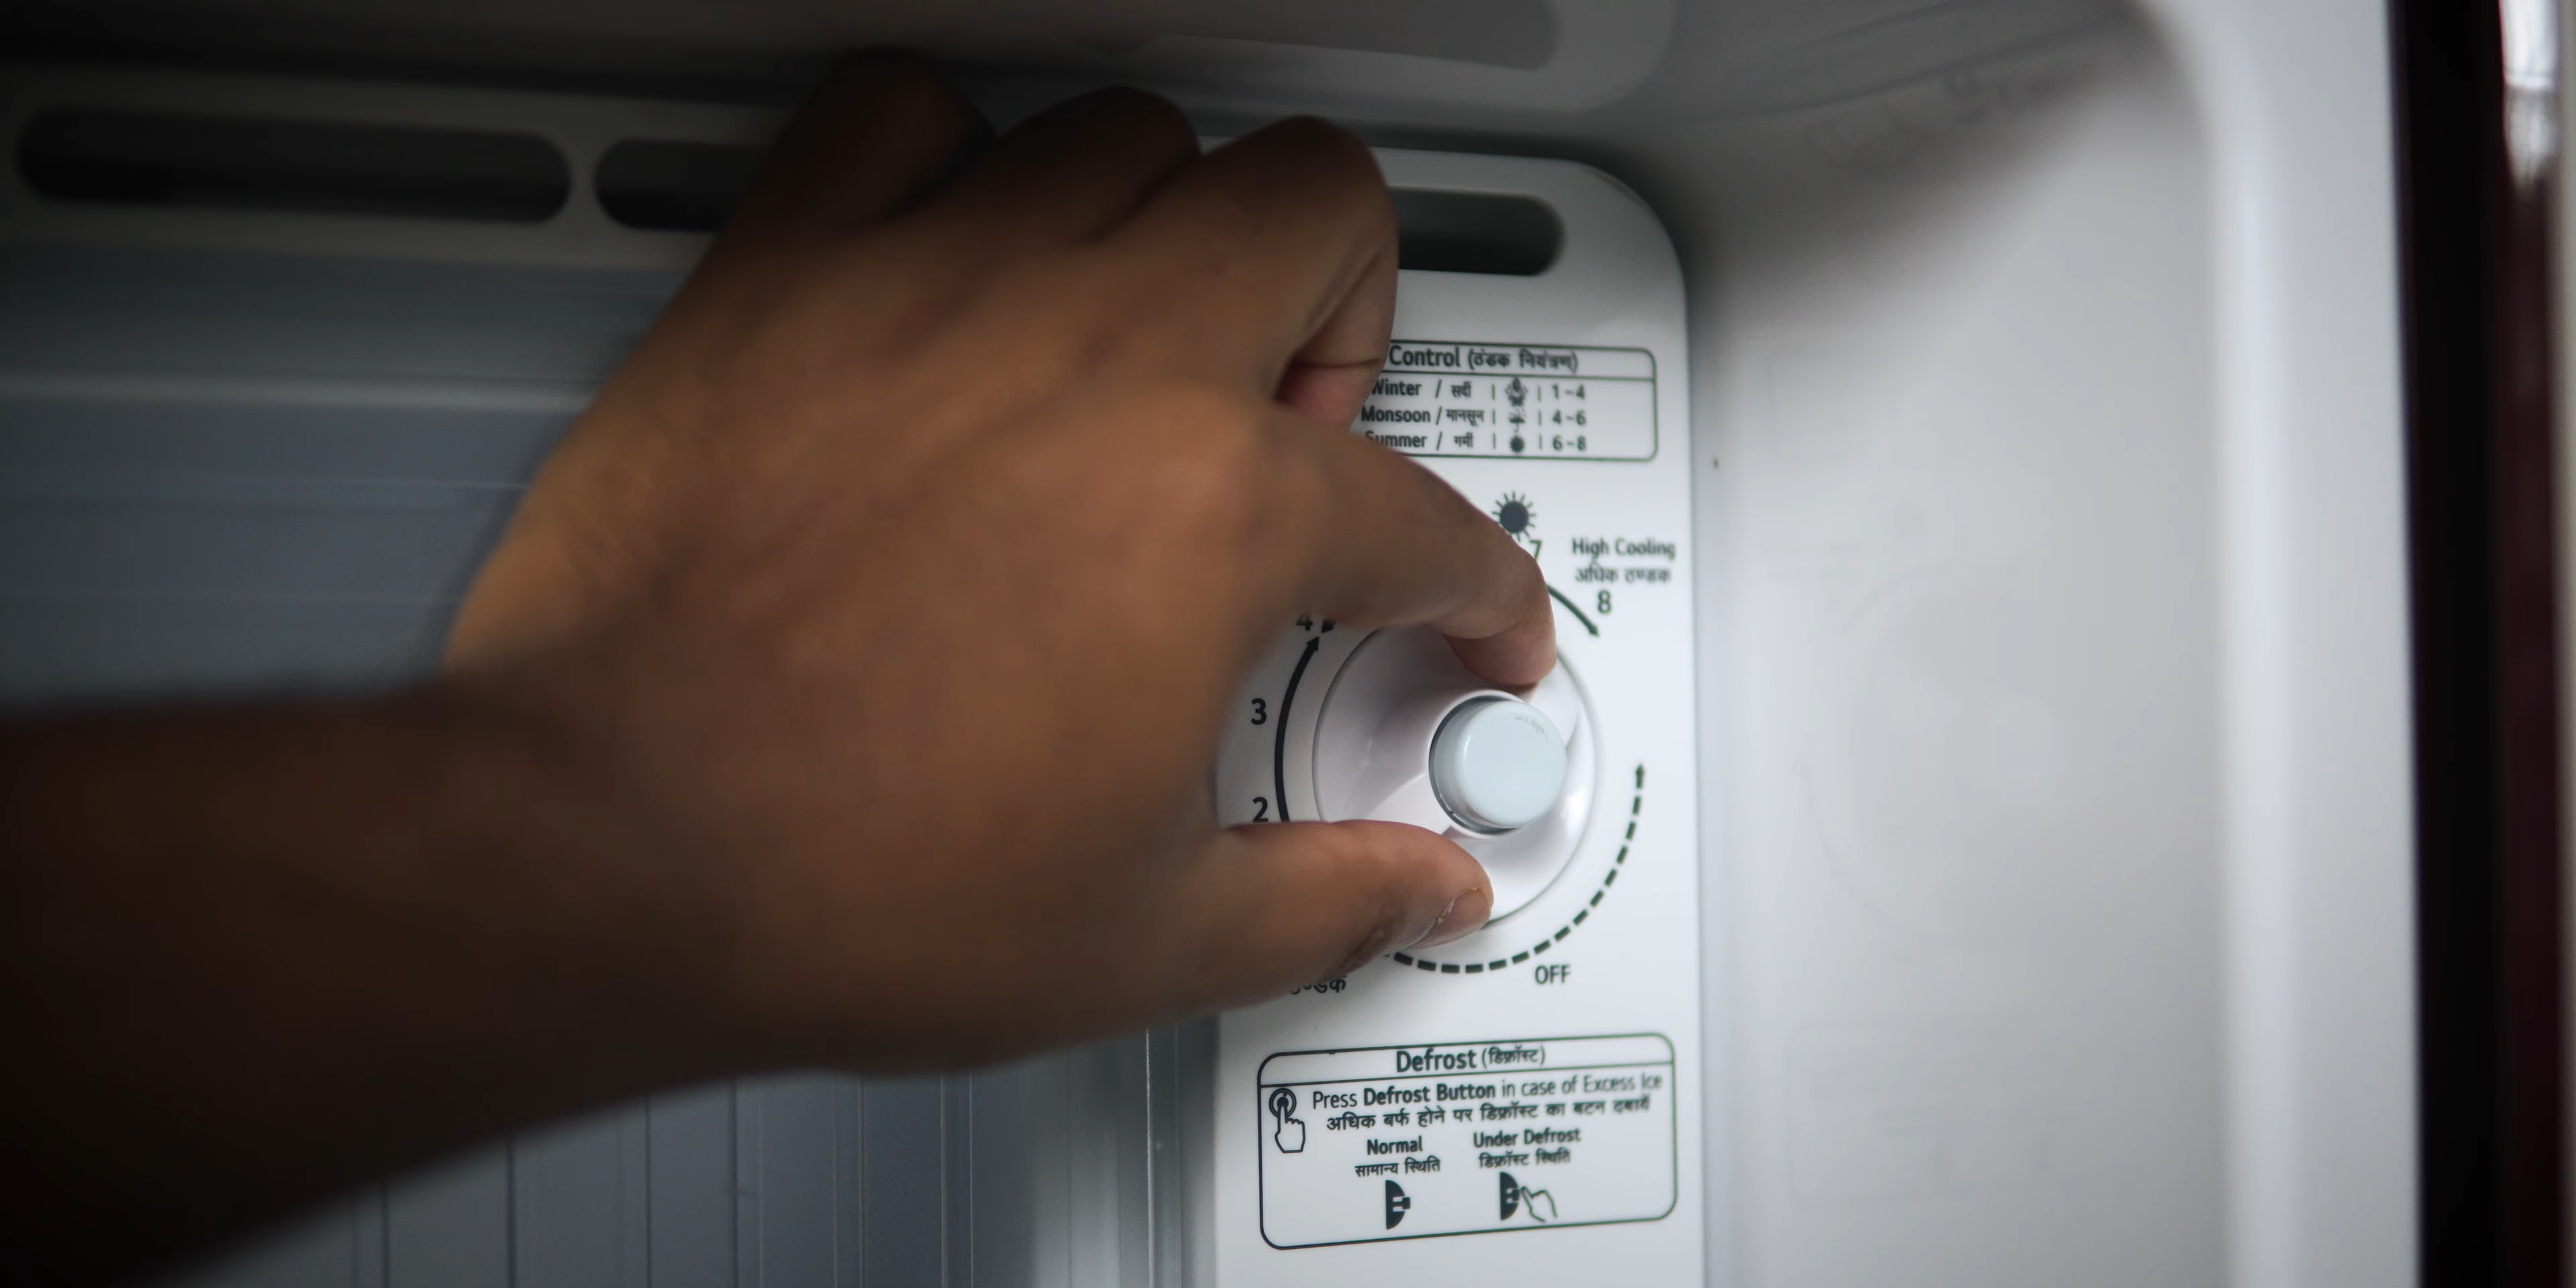 Control (ठंडक नियंत्रण)
Winter / सर्दी | | 1-4
Monsoon / मानसून | | 4-6
Summer / गर्मी | | 6-8
7
High Cooling
अधिक ठण्डक
8
4
3
2
OFF
Defrost (डिफ्रॉस्ट)
Press Defrost Button in case of Excess Ice
अधिक बर्फ होने पर डिफ्रॉस्ट का बटन दबायें
Normal Under Defrost
सामान्य स्थिति डिफ्रॉस्ट स्थिति